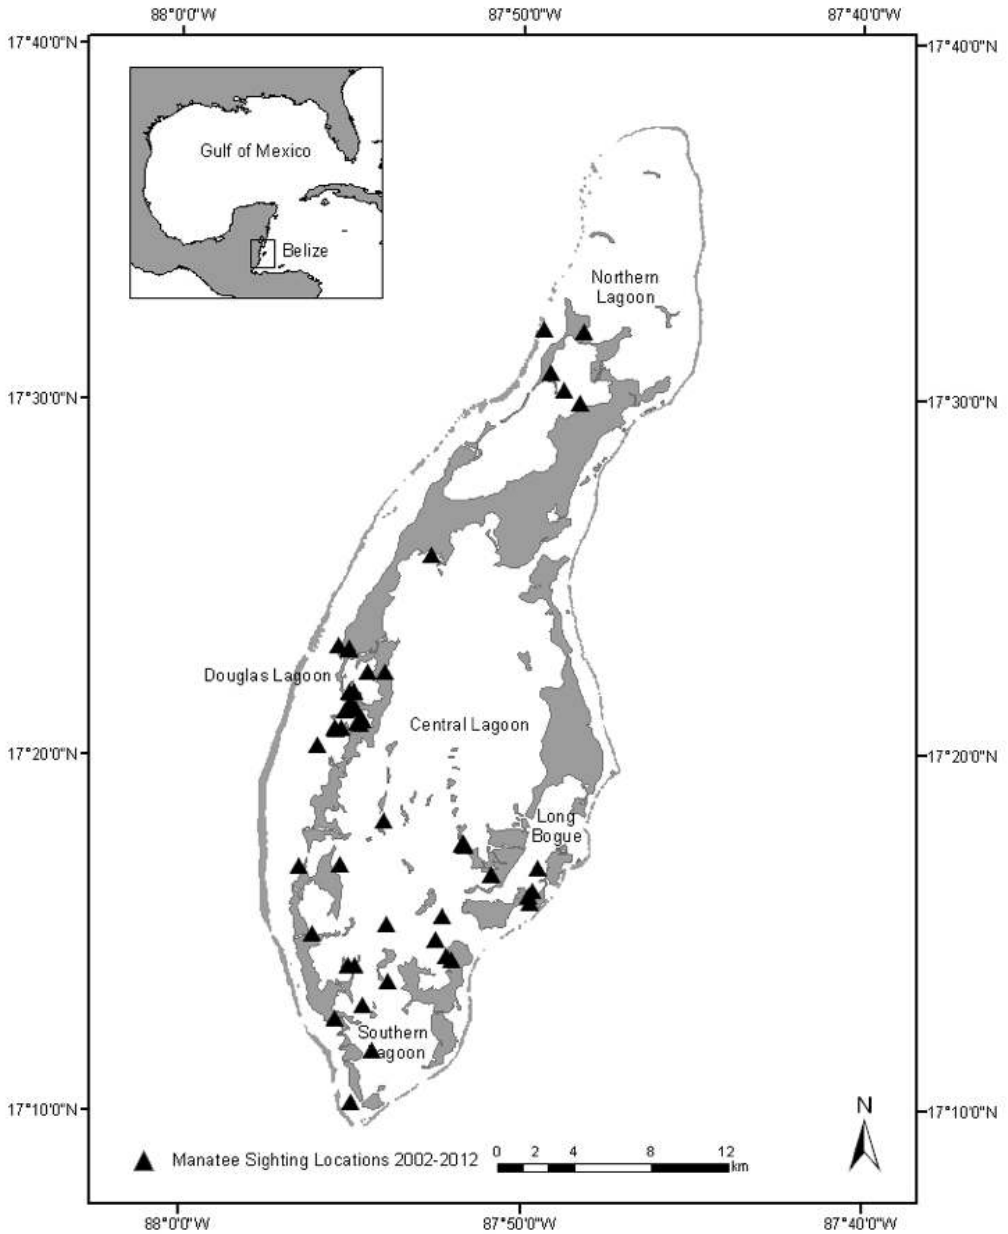 88°0'0"W 87°50'0"W 87°40'0"W
17°40'0"N 17°40'0"N
Gulf of Mexico
Belize
Northern
Lagoon
17°30'0"N 17°30'0"N
Douglas Lagoon
Central Lagoon
17°20'0"N 17°20'0"N
Long
Bogue
Southern
Lagoon
17°10'0"N 17°10'0"N
N
Manatee Sighting Locations 2002-2012
0 2 4 8 12
km
88°0'0"W 87°50'0"W 87°40'0"W